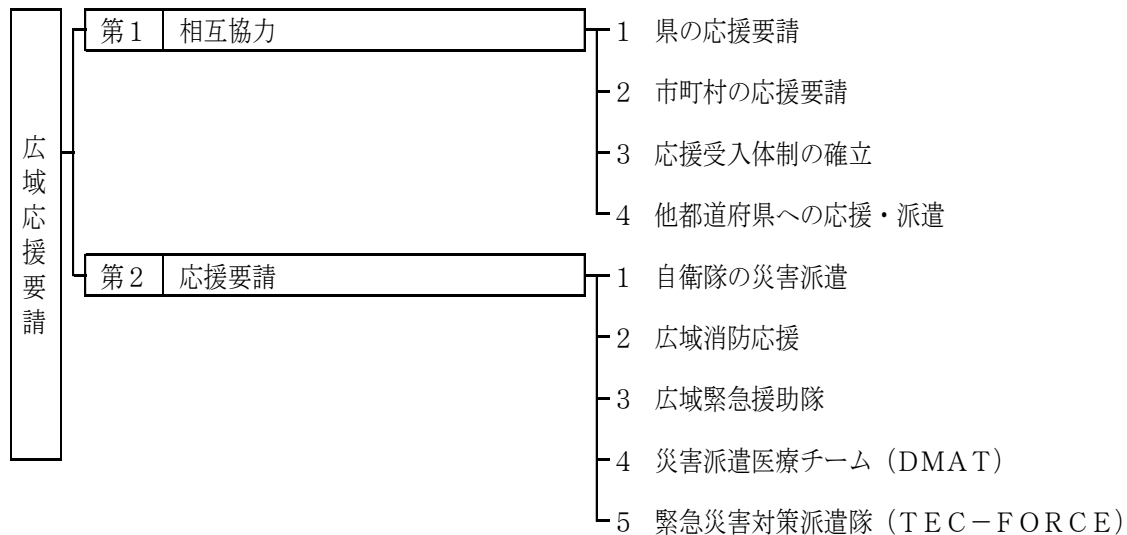 広域応援要請
第１ 相互協力
１ 県の応援要請
２ 市町村の応援要請
３ 応援受入体制の確立
４ 他都道府県への応援・派遣
第２ 応援要請
１ 自衛隊の災害派遣
２ 広域消防応援
３ 広域緊急援助隊
４ 災害派遣医療チーム（ＤＭＡＴ）
５ 緊急災害対策派遣隊（ＴＥＣ－ＦＯＲＣＥ）